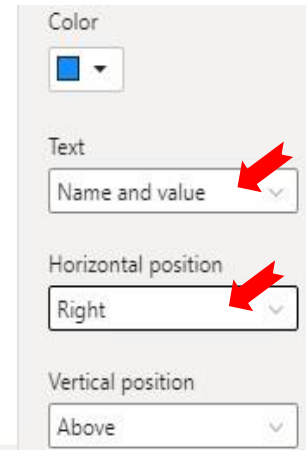 Color
Text
Name and value
Horizontal position
Right
Vertical position
Above